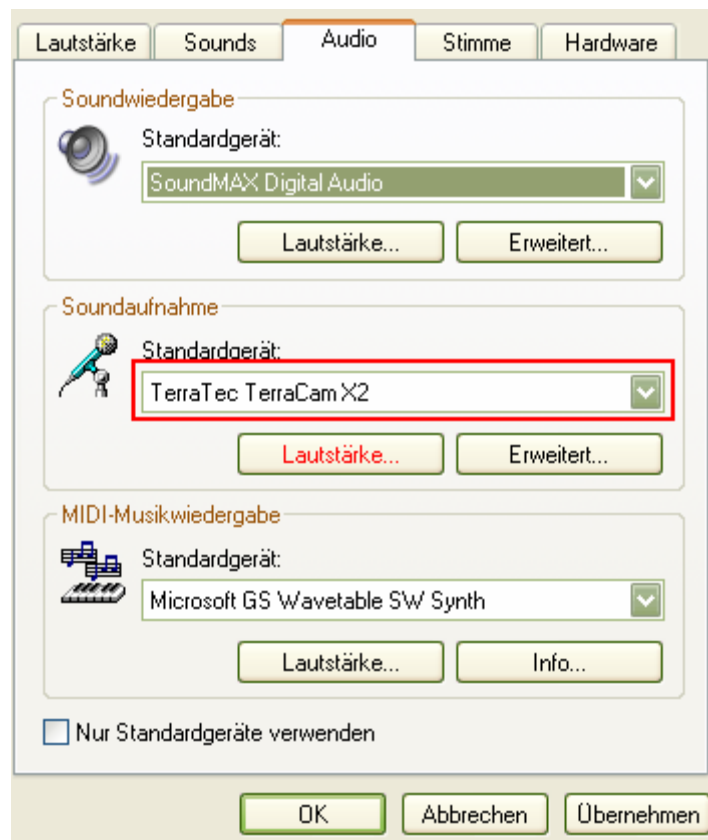 Lautstärke Sounds Audio Stimme Hardware
Soundwiedergabe
Standardgerät:
SoundMAX Digital Audio
Lautstärke... Erweitert...
Soundaufnahme
Standardgerät:
TerraTec TerraCam X2
Lautstärke... Erweitert...
MIDI-Musikwiedergabe
Standardgerät:
Microsoft GS Wavetable SW Synth
Lautstärke... Info...
Nur Standardgeräte verwenden
OK Abbrechen Übernehmen